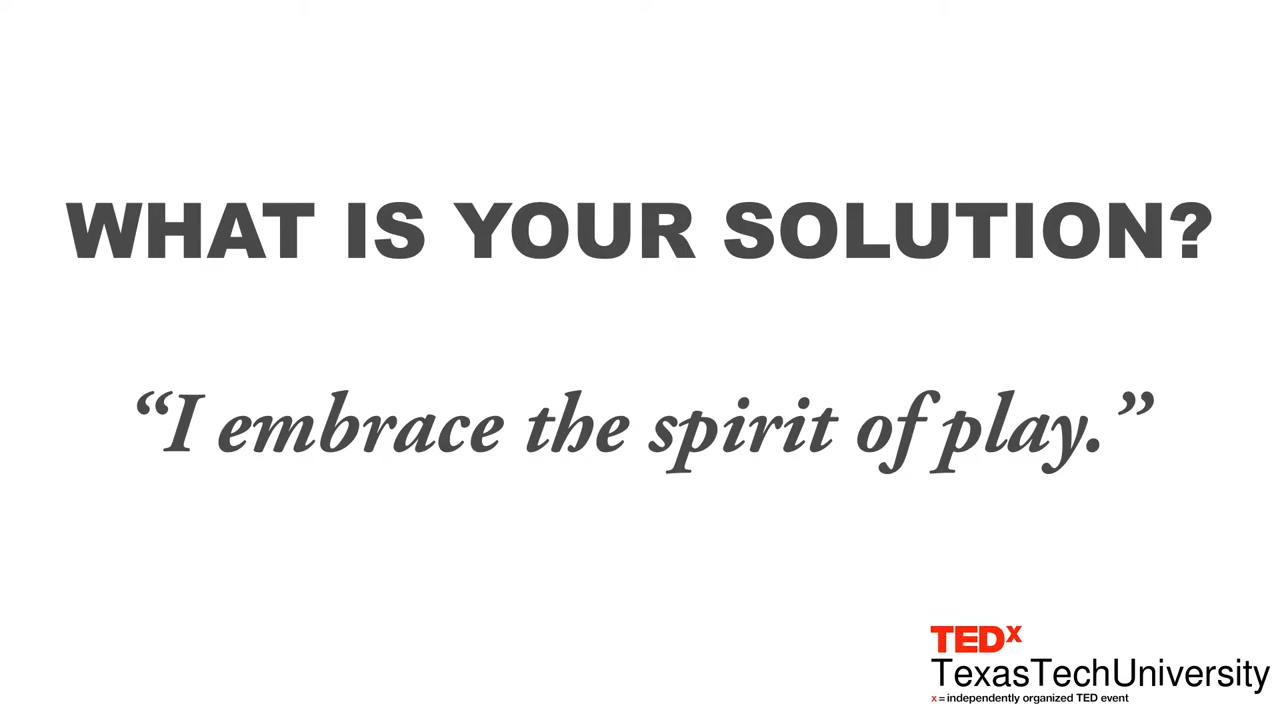 WHAT IS YOUR SOLUTION?
“I embrace the spirit of play.”
TEDx
TexasTechUniversity
x = independently organized TED event